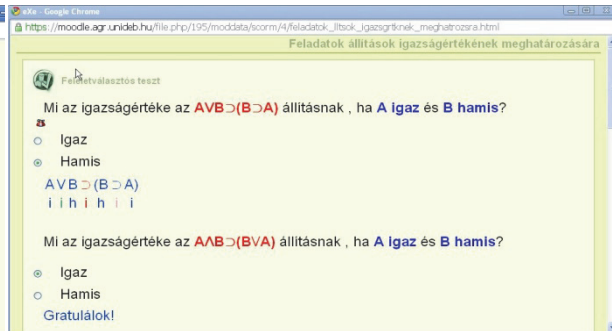 eXe - Google Chrome
https://moodle.agr.unideb.hu/file.php/195/moddata/scorm/4/feladatok_lltsok_igazsgrtknek_meghatrozsra.html
Feladatok állítások igazságértékének meghatározására
Feleletválasztós teszt
Mi az igazságértéke az AVB⊃(B⊃A) állításnak , ha A igaz és B hamis?
Igaz
Hamis
A V B ⊃ (B ⊃ A)
i i h i h i i
Mi az igazságértéke az AΛB⊃(BVA) állításnak , ha A igaz és B hamis?
Igaz
Hamis
Gratulálok!